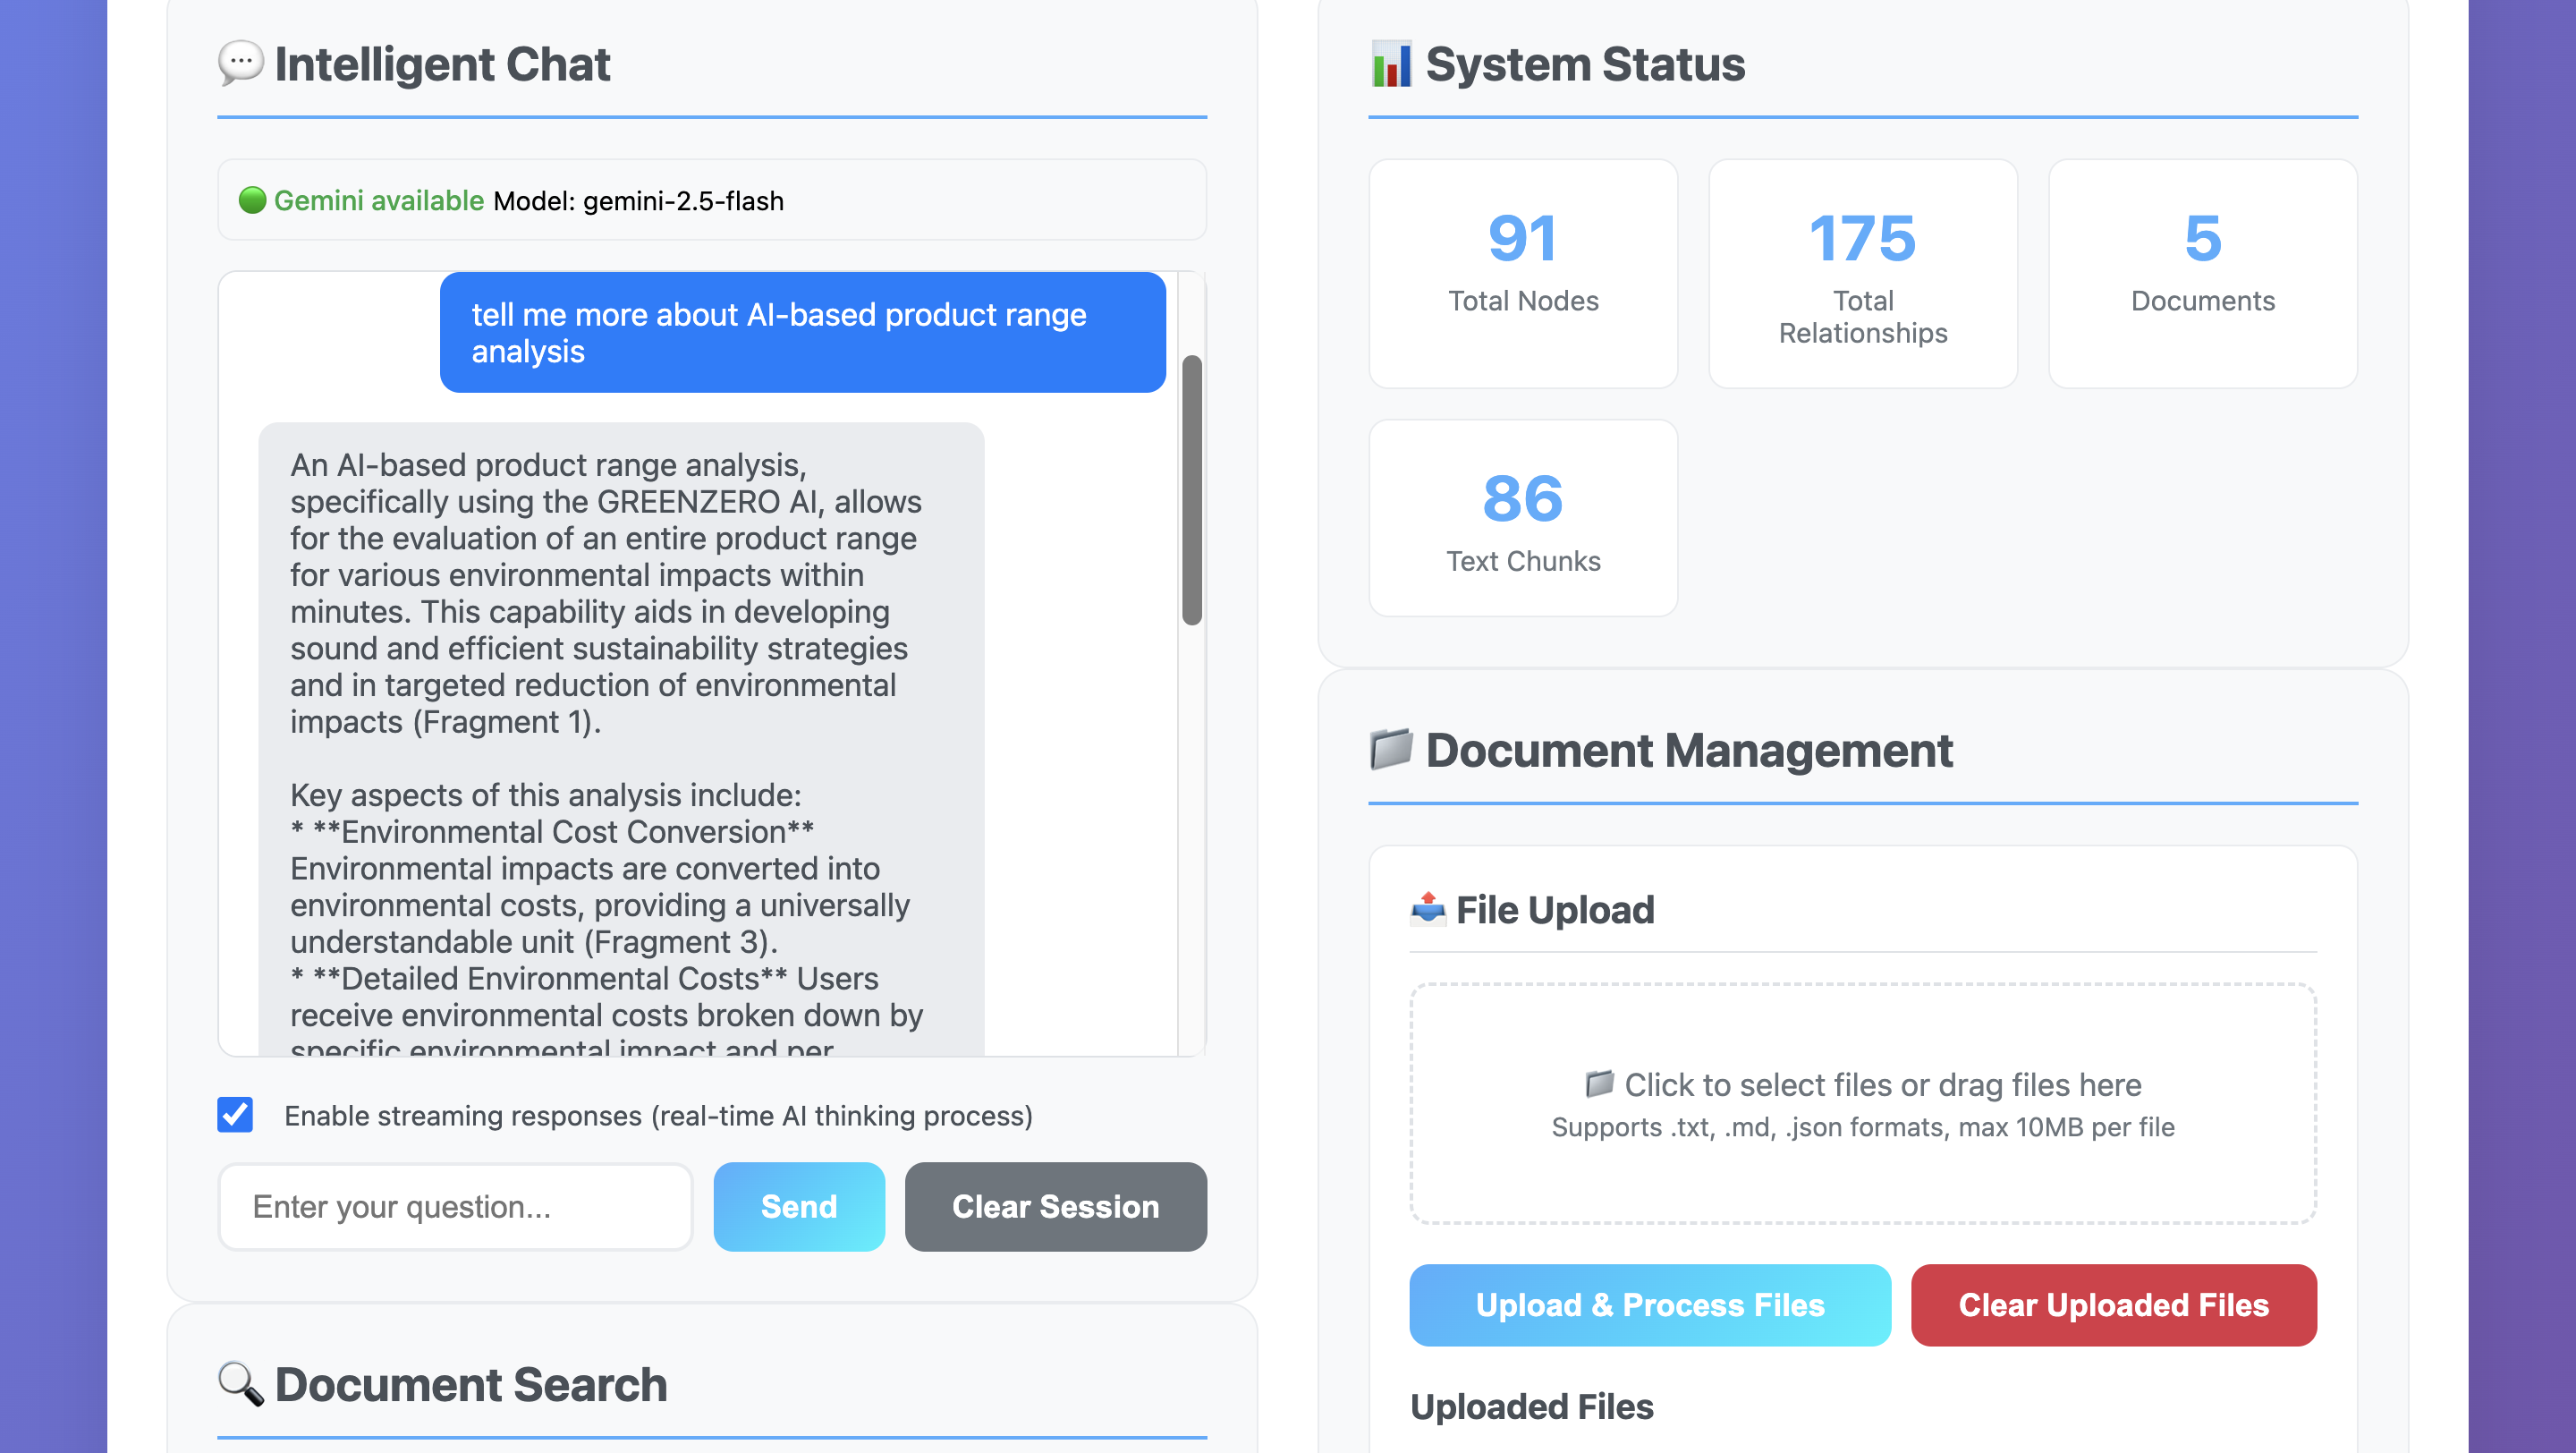 Intelligent Chat
Gemini available Model: gemini-2.5-flash
tell me more about AI-based product range
analysis
An AI-based product range analysis,
specifically using the GREENZERO AI, allows
for the evaluation of an entire product range
for various environmental impacts within
minutes. This capability aids in developing
sound and efficient sustainability strategies
and in targeted reduction of environmental
impacts (Fragment 1).
Key aspects of this analysis include:
* **Environmental Cost Conversion**
Environmental impacts are converted into
environmental costs, providing a universally
understandable unit (Fragment 3).
* **Detailed Environmental Costs** Users
receive environmental costs broken down by
specific environmental impact and per
Enable streaming responses (real-time AI thinking process)
Enter your question...
Send
Clear Session
Document Search
System Status
91
Total Nodes
175
Total
Relationships
5
Documents
86
Text Chunks
Document Management
File Upload
Click to select files or drag files here
Supports .txt, .md, .json formats, max 10MB per file
Upload & Process Files
Clear Uploaded Files
Uploaded Files